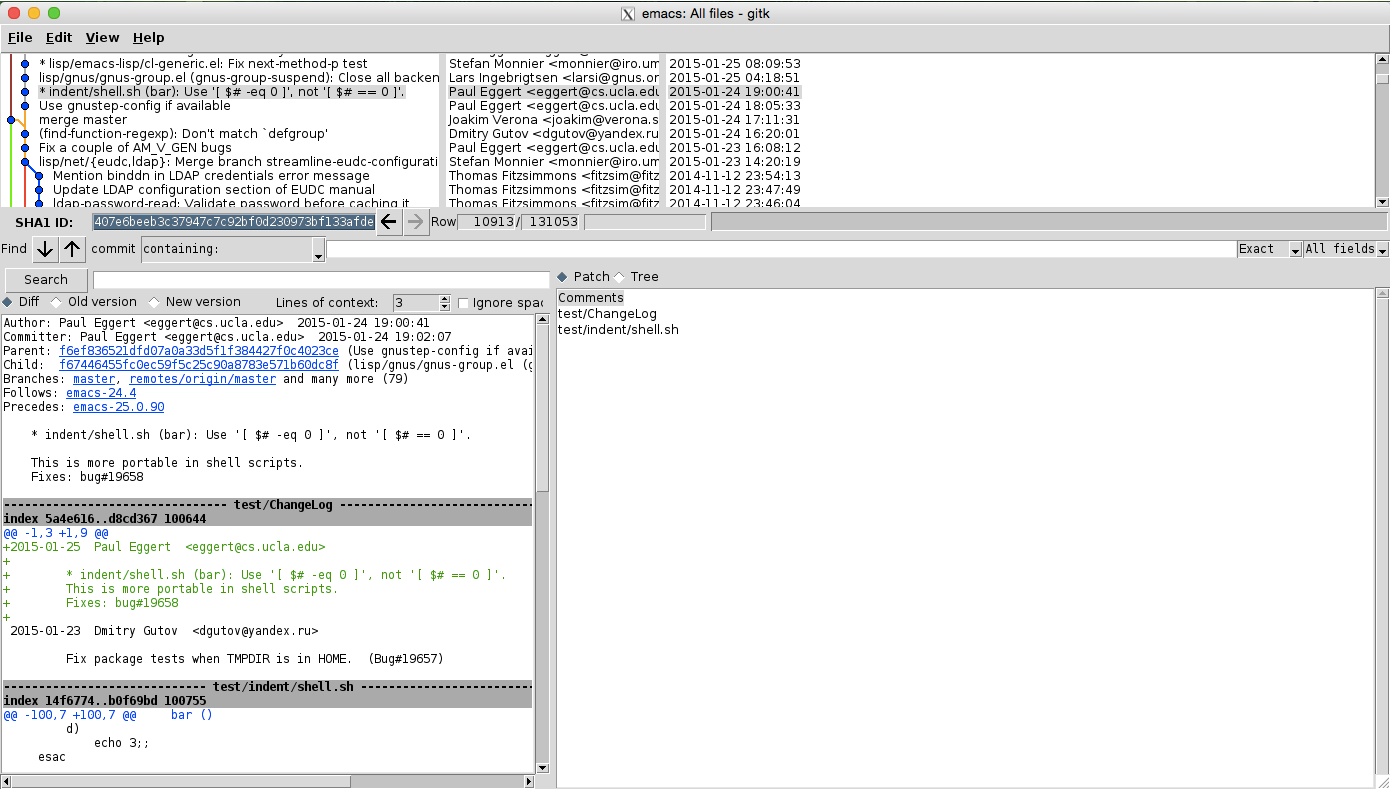 emacs: All files - gitk
File Edit View Help
* lisp/emacs-lisp/cl-generic.el: Fix next-method-p test Stefan Monnier <monnier@iro.um 2015-01-25 08:09:53
lisp/gnus/gnus-group.el (gnus-group-suspend): Close all backen Lars Ingebrigtsen <larsi@gnus.or 2015-01-25 04:18:51
* indent/shell.sh (bar): Use '[ $# -eq 0 ]', not '[ $# == 0 ]'. Paul Eggert <eggert@cs.ucla.edu 2015-01-24 19:00:41
Use gnustep-config if available Paul Eggert <eggert@cs.ucla.edu 2015-01-24 18:05:33
merge master Joakim Verona <joakim@verona.s 2015-01-24 17:11:31
(find-function-regexp): Don't match `defgroup' Dmitry Gutov <dgutov@yandex.ru 2015-01-24 16:20:01
Fix a couple of AM_V_GEN bugs Paul Eggert <eggert@cs.ucla.edu 2015-01-23 16:08:12
lisp/net/{eudc,ldap}: Merge branch streamline-eudc-configurati Stefan Monnier <monnier@iro.um 2015-01-23 14:20:19
Mention binddn in LDAP credentials error message Thomas Fitzsimmons <fitzsim@fitz 2014-11-12 23:54:13
Update LDAP configuration section of EUDC manual Thomas Fitzsimmons <fitzsim@fitz 2014-11-12 23:47:49
ldap-password-read: Validate password before caching it Thomas Fitzsimmons <fitzsim@fitz 2014-11-12 23:46:04
SHA1 ID: 407e6beeb3c37947c7c92bf0d230973bf133afde Row 10913 / 131053
Find commit containing: Exact All fields
Search
Patch Tree
Diff Old version New version Lines of context: 3 Ignore spac
Comments
test/ChangeLog
test/indent/shell.sh
Author: Paul Eggert <eggert@cs.ucla.edu>  2015-01-24 19:00:41
Committer: Paul Eggert <eggert@cs.ucla.edu>  2015-01-24 19:02:07
Parent: f6ef836521dfd07a0a33d5f1f384427f0c4023ce (Use gnustep-config if avai
Child:  f67446455fc0ec59f5c25c90a8783e571b60dc8f (lisp/gnus/gnus-group.el (g
Branches: master, remotes/origin/master and many more (79)
Follows: emacs-24.4
Precedes: emacs-25.0.90
* indent/shell.sh (bar): Use '[ $# -eq 0 ]', not '[ $# == 0 ]'.
This is more portable in shell scripts.
Fixes: bug#19658
-------------------------------- test/ChangeLog ----------------------------
index 5a4e616..d8cd367 100644
@@ -1,3 +1,9 @@
+2015-01-25  Paul Eggert  <eggert@cs.ucla.edu>
+
+        * indent/shell.sh (bar): Use '[ $# -eq 0 ]', not '[ $# == 0 ]'.
+        This is more portable in shell scripts.
+        Fixes: bug#19658
+
2015-01-23  Dmitry Gutov  <dgutov@yandex.ru>
Fix package tests when TMPDIR is in HOME.  (Bug#19657)
----------------------------- test/indent/shell.sh -------------------------
index 14f6774..b0f69bd 100755
@@ -100,7 +100,7 @@     bar ()
d)
echo 3;;
esac